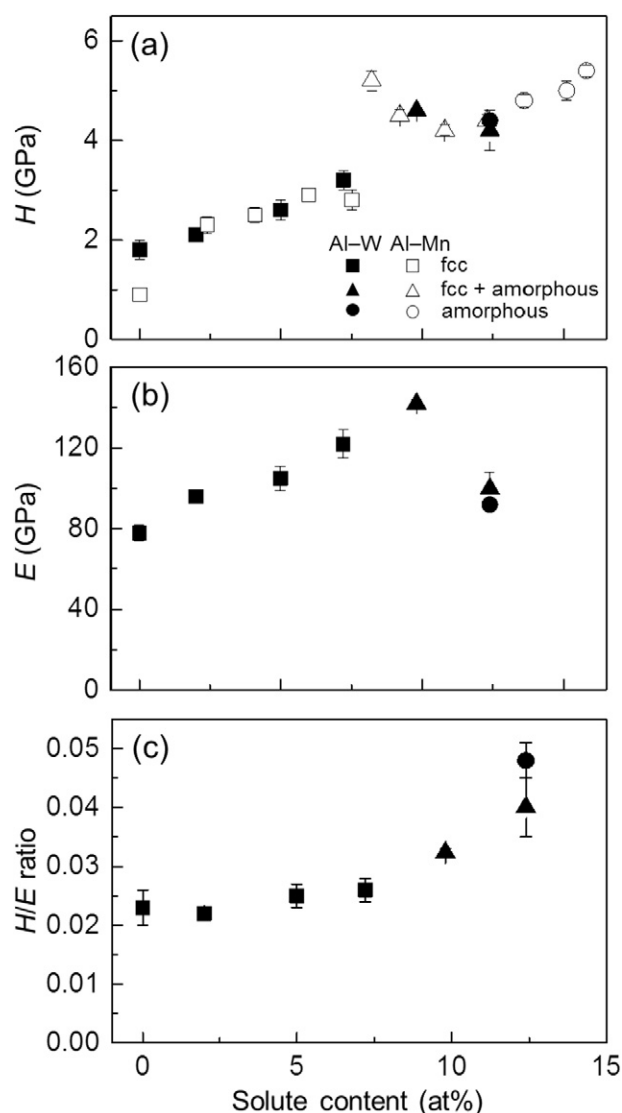 (a)
6
4
2
0
H (GPa)
Al–W Al–Mn
fcc
fcc + amorphous
amorphous
(b)
160
120
80
40
0
E (GPa)
(c)
0.05
0.04
0.03
0.02
0.01
0.00
H/E ratio
0 5 10 15
Solute content (at%)